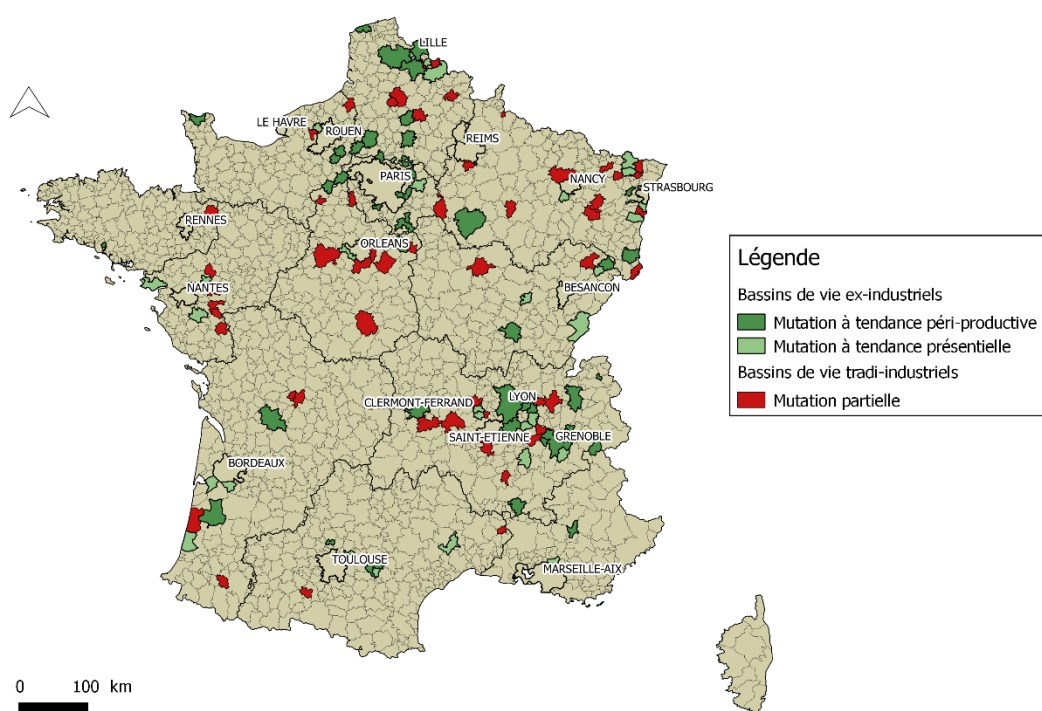 LILLE
LE HAVRE
ROUEN
REIMS
PARIS
NANCY
STRASBOURG
RENNES
ORLEANS
NANTES
BESANCON
CLERMONT-FERRAND
LYON
SAINT-ETIENNE
GRENOBLE
BORDEAUX
TOULOUSE
MARSEILLE-AIX
Légende
Bassins de vie ex-industriels
Mutation à tendance péri-productive
Mutation à tendance présentielle
Bassins de vie tradi-industriels
Mutation partielle
0 100 km